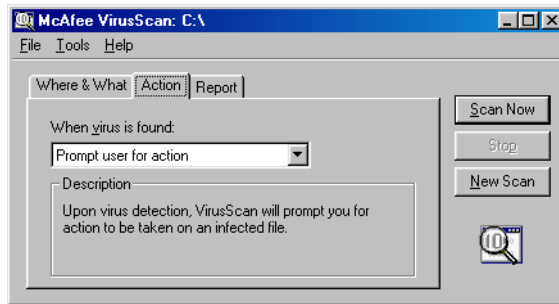 McAfee VirusScan: C:\
File Tools Help
Where & What Action Report
When virus is found:
Prompt user for action
Description
Upon virus detection, VirusScan will prompt you for
action to be taken on an infected file.
Scan Now
Stop
New Scan